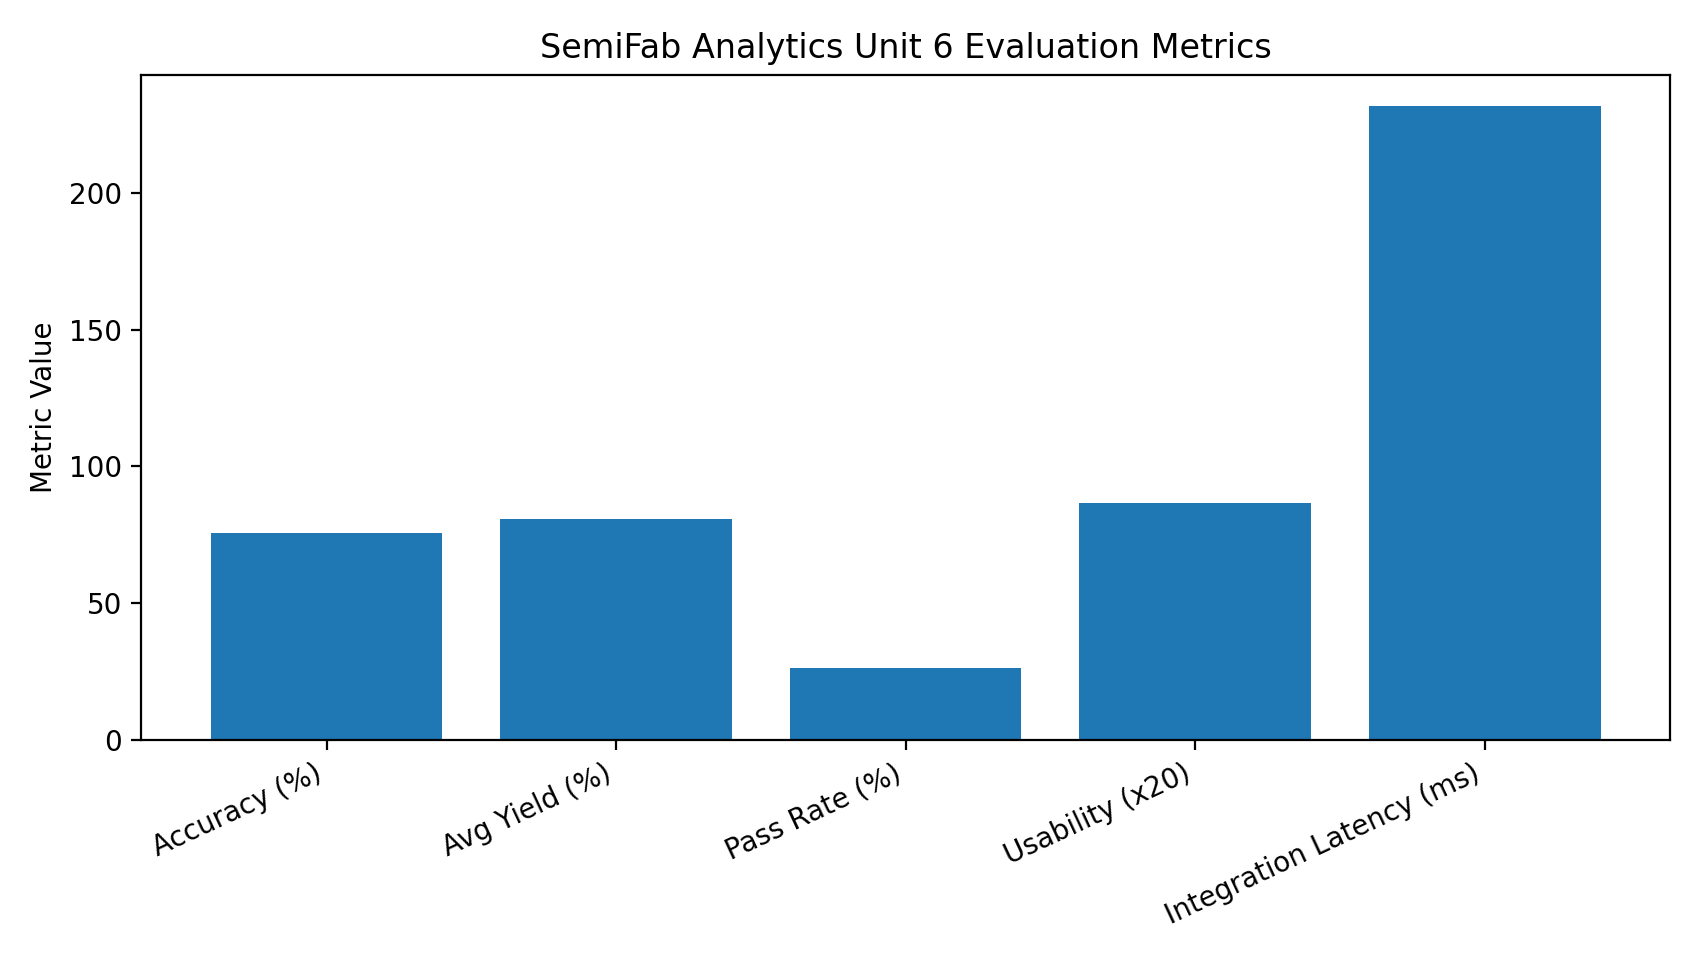 SemiFab Analytics Unit 6 Evaluation Metrics
Metric Value
200
150
100
50
0
Accuracy (%)
Avg Yield (%)
Pass Rate (%)
Usability (x20)
Integration Latency (ms)